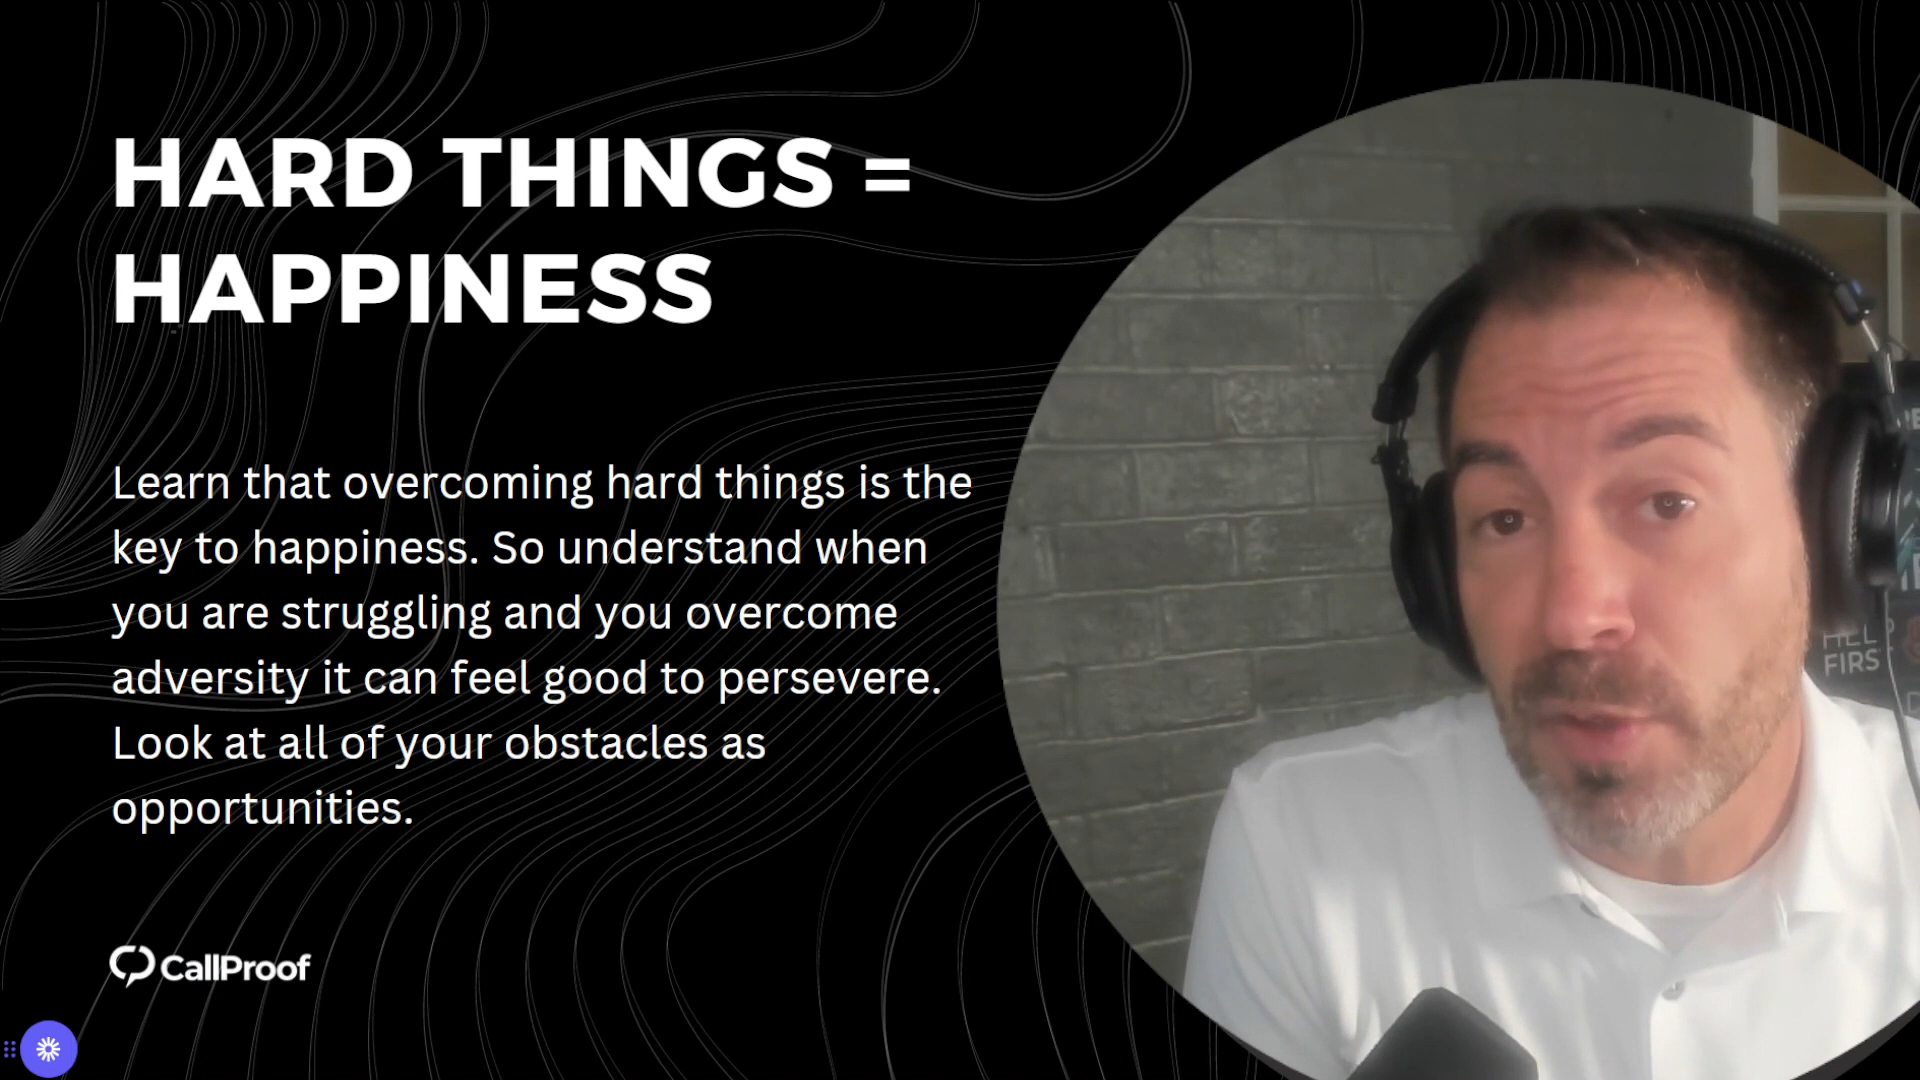 HARD THINGS =
HAPPINESS
Learn that overcoming hard things is the
key to happiness. So understand when
you are struggling and you overcome
adversity it can feel good to persevere.
Look at all of your obstacles as
opportunities.
CallProof
FIRS